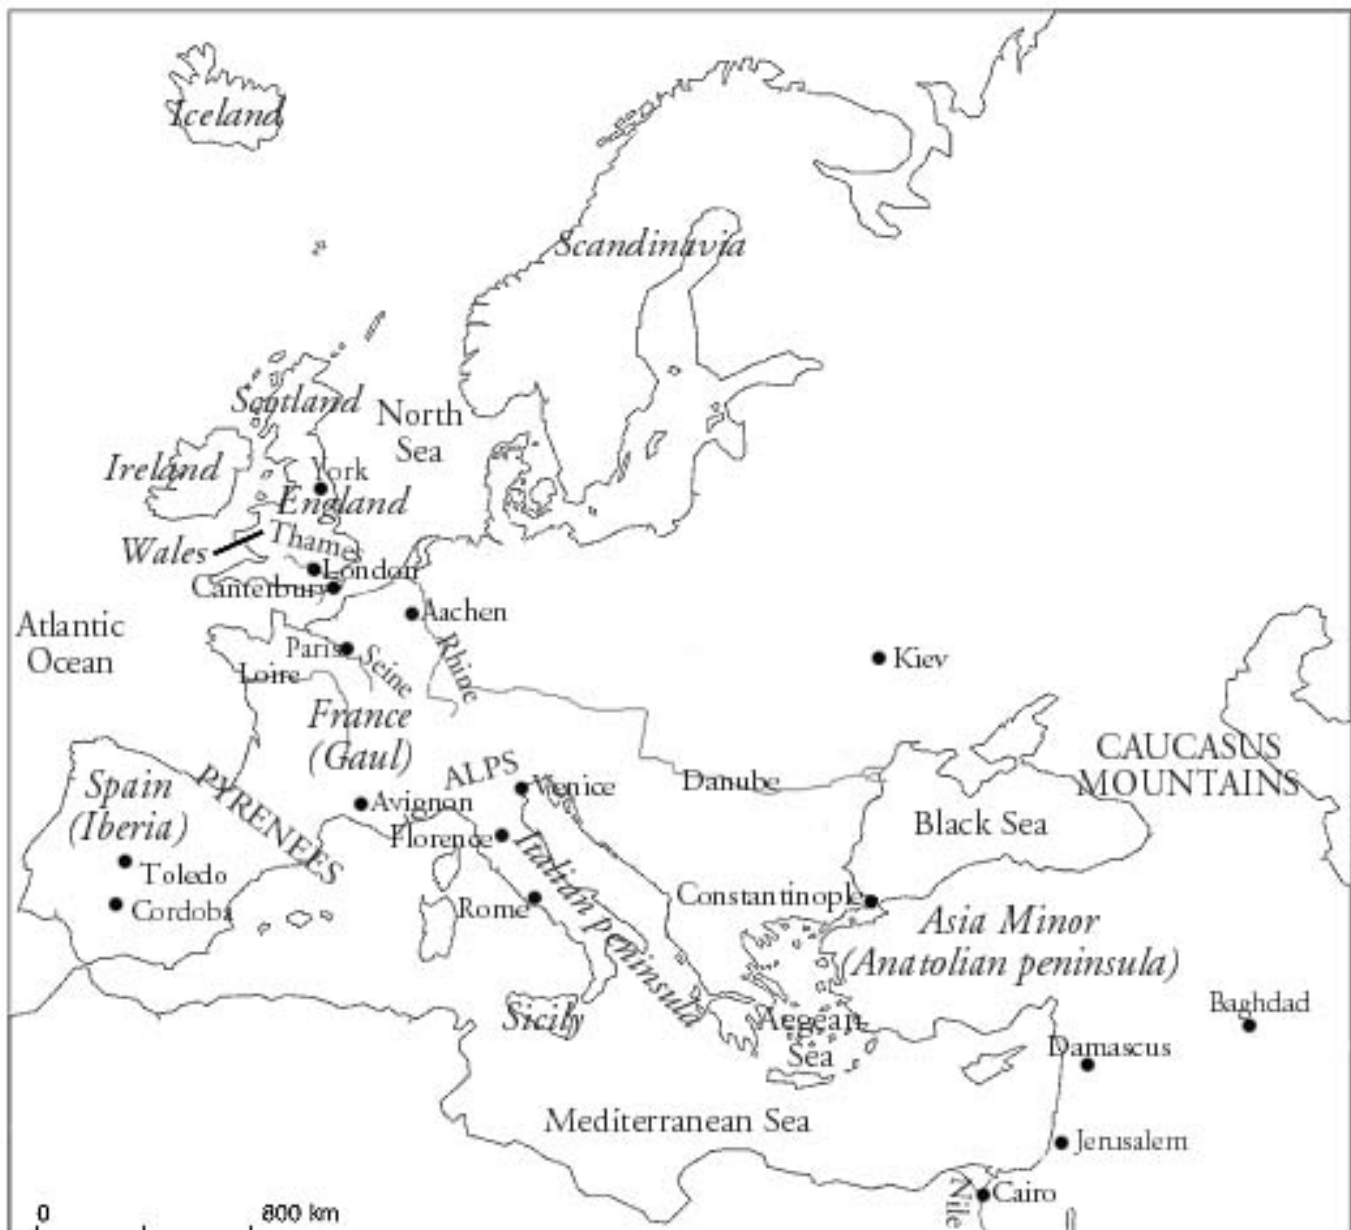 Iceland
Scandinavia
Scotland
North
Sea
Ireland
York
England
Wales
Thames
London
Canterbury
Aachen
Atlantic
Ocean
Paris
Seine
Rhine
Loire
Kiev
France
(Gaul)
CAUCASUS
MOUNTAINS
ALPS
Spain
(Iberia)
PYRENEES
Venice
Danube
Avignon
Florence
Black Sea
Italian peninsula
Toledo
Cordoba
Rome
Constantinople
Asia Minor
(Anatolian peninsula)
Sicily
Aegean
Sea
Baghdad
Damascus
Mediterranean Sea
Jerusalem
Nile
Cairo
0 800 km